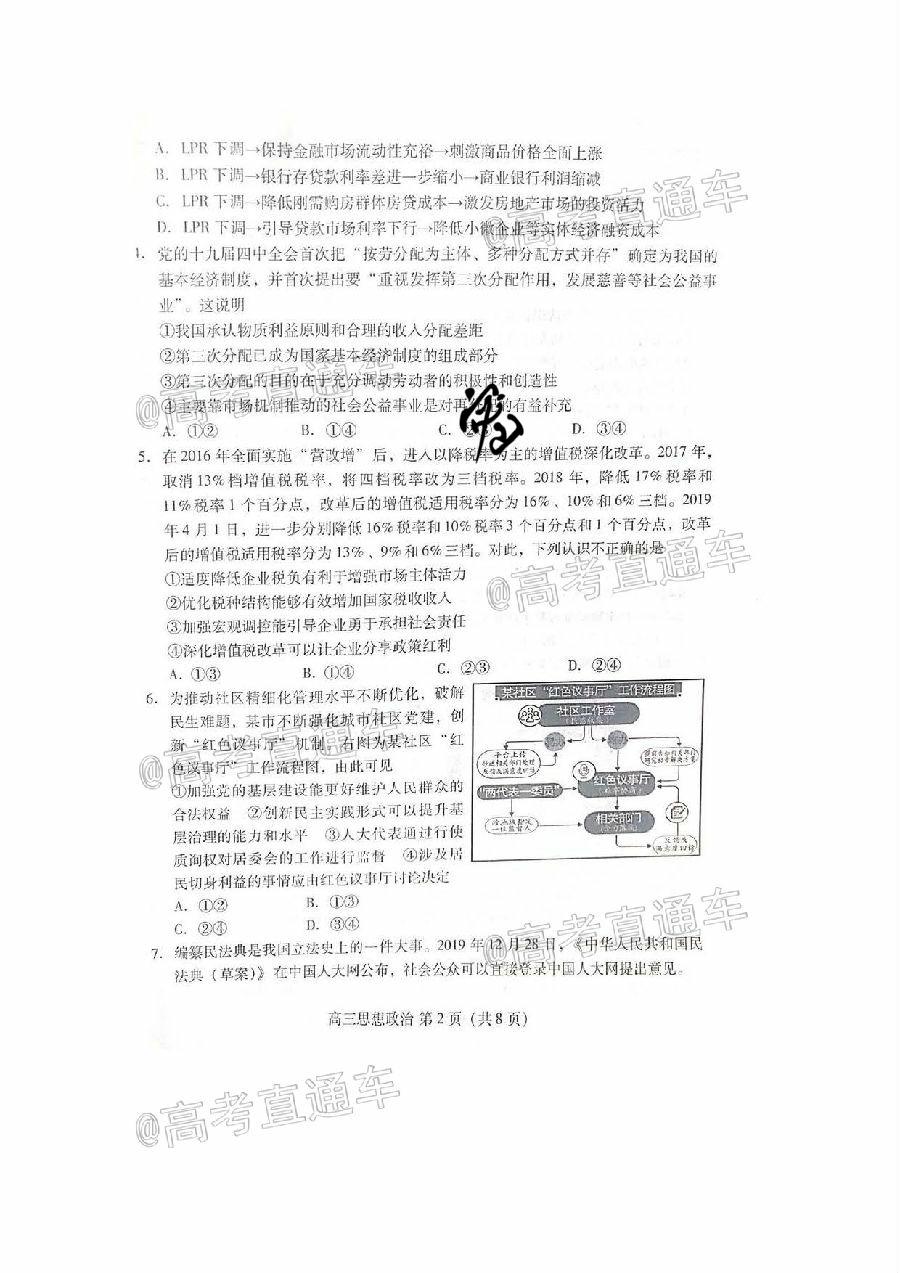 A. LPR 下调→保持金融市场流动性充裕→刺激商品价格全面上涨
B. LPR 下调→银行存贷款利率差进一步缩小→商业银行利润缩减
C. LPR 下调→降低刚需购房群体房贷成本→激发房地产市场的投资活力
D. LPR 下调→引导贷款市场利率下行→降低小微企业等实体经济融资成本
4. 党的十九届四中全会首次把“按劳分配为主体、多种分配方式并存”确定为我国的
基本经济制度,并首次提出要“重视发挥第三次分配作用,发展慈善等社会公益事
业”。这说明
①我国承认物质利益原则和合理的收入分配差距
②第三次分配已成为国家基本经济制度的组成部分
③第三次分配的目的在于充分调动劳动者的积极性和创造性
④主要靠市场机制推动的社会公益事业是对再分配的有益补充
A. ①② B. ①④ C. ②③ D. ③④
5. 在 2016 年全面实施“营改增”后,进入以降税率为主的增值税深化改革。2017 年,
取消 13% 档增值税税率,将四档税率改为三档税率。2018 年,降低 17% 税率和
11% 税率 1 个百分点,改革后的增值税适用税率分为 16%、10% 和 6% 三档。2019
年 4 月 1 日,进一步分别降低 16% 税率和 10% 税率 3 个百分点和 1 个百分点,改革
后的增值税适用税率分为 13%、9% 和 6% 三档。对此,下列认识不正确的是
①适度降低企业税负有利于增强市场主体活力
②优化税种结构能够有效增加国家税收收入
③加强宏观调控能引导企业勇于承担社会责任
④深化增值税改革可以让企业分享政策红利
A. ①③ B. ①④ C. ②③ D. ②④
6. 为推动社区精细化管理水平不断优化,破解
民生难题,某市不断强化城市社区党建,创
新“红色议事厅”机制。右图为某社区“红
色议事厅”工作流程图,由此可见
①加强党的基层建设能更好维护人民群众的
合法权益 ②创新民主实践形式可以提升基
层治理的能力和水平 ③人大代表通过行使
质询权对居委会的工作进行监督 ④涉及居
民切身利益的事情应由红色议事厅讨论决定
A. ①② B. ①③
C. ②④ D. ③④
某社区“红色议事厅”工作流程图
社区工作室
红色议事厅
“两代表一委员”
相关部门
7. 编纂民法典是我国立法史上的一件大事。2019 年 12 月 28 日,《中华人民共和国民
法典(草案)》在中国人大网公布,社会公众可以直接登录中国人大网提出意见。
高三思想政治 第 2 页 (共 8 页)
@高考直通车
@高考直通车
@高考直通车
@高考直通车
@高考直通车
@高考直通车
@高考直通车
@高考直通车